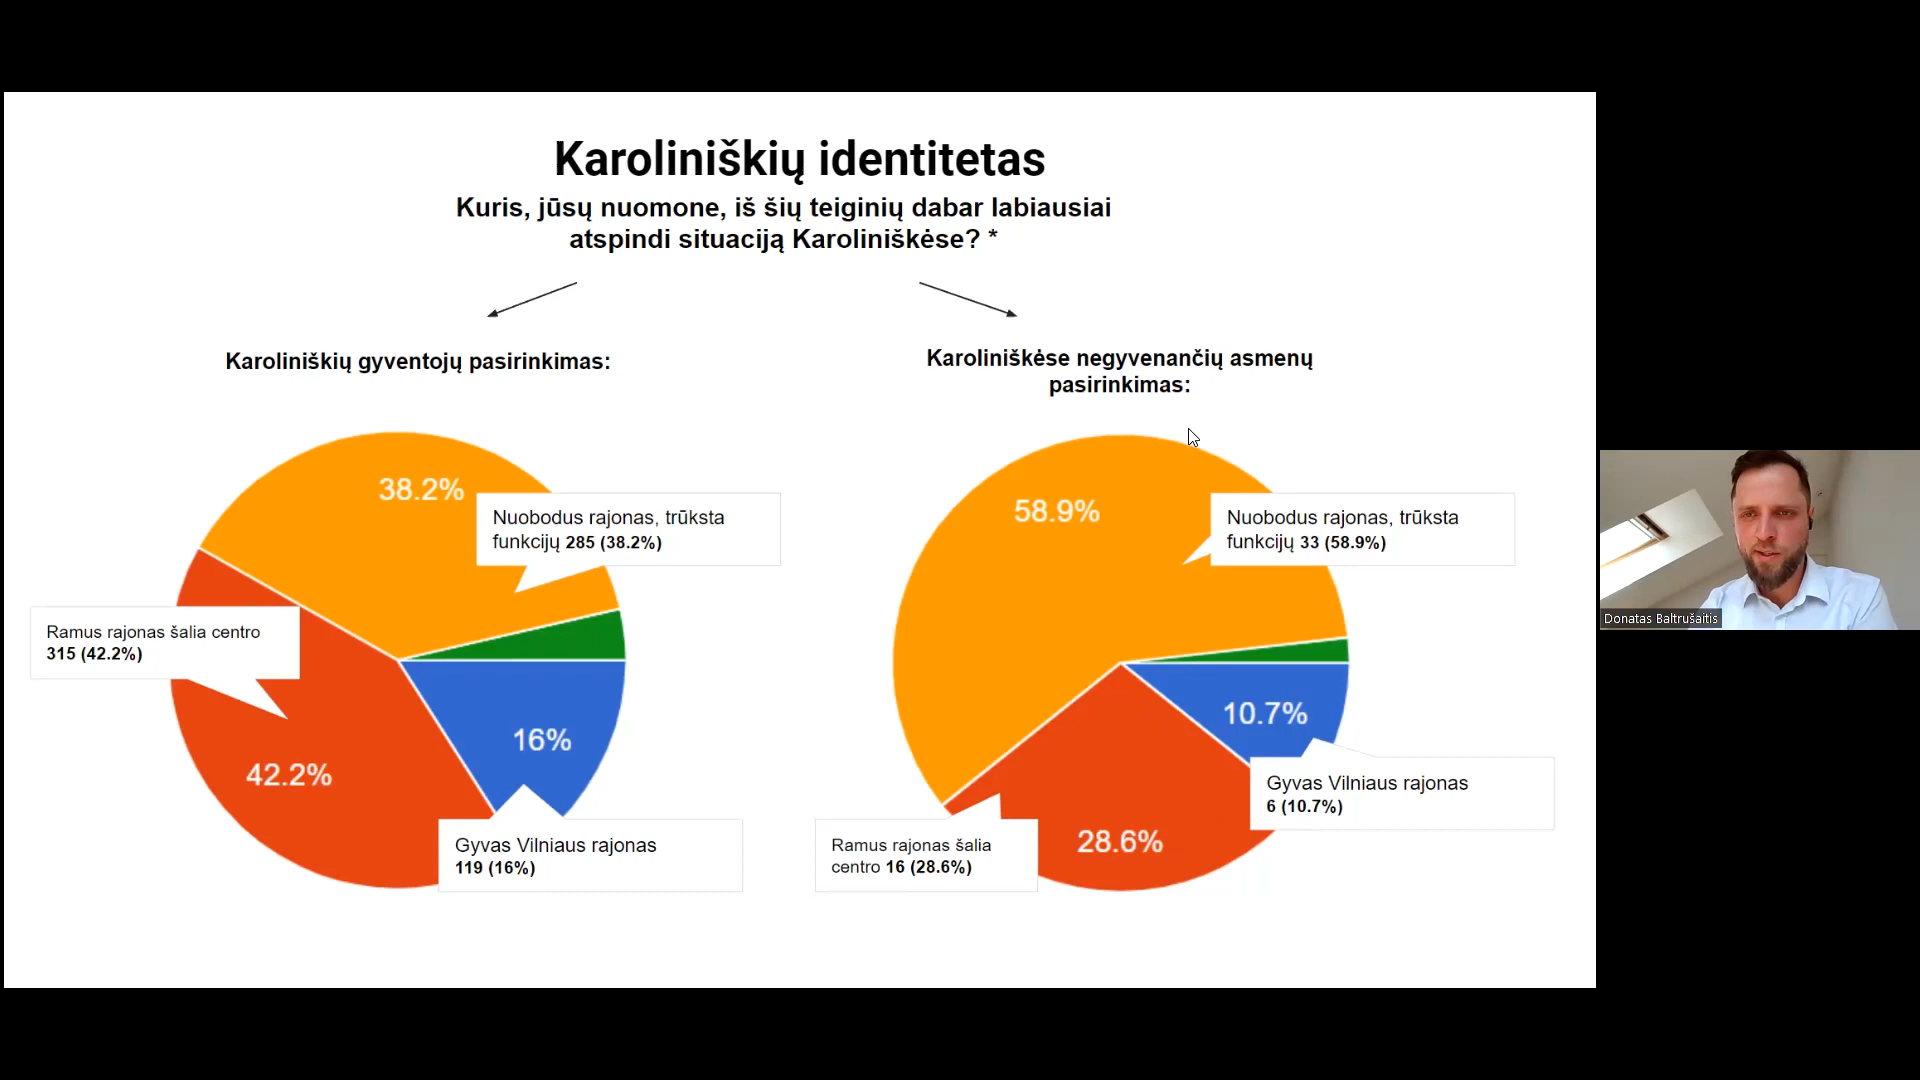 Karoliniškių identitetas
Kuris, jūsų nuomone, iš šių teiginių dabar labiausiai
atspindi situaciją Karoliniškėse? *
Karoliniškių gyventojų pasirinkimas:
38.2%
Nuobodus rajonas, trūksta
funkcijų 285 (38.2%)
Ramus rajonas šalia centro
315 (42.2%)
16%
42.2%
Gyvas Vilniaus rajonas
119 (16%)
Karoliniškėse negyvenančių asmenų
pasirinkimas:
58.9%
Nuobodus rajonas, trūksta
funkcijų 33 (58.9%)
10.7%
Gyvas Vilniaus rajonas
6 (10.7%)
Ramus rajonas šalia
centro 16 (28.6%)
28.6%
Donatas Baltrušaitis